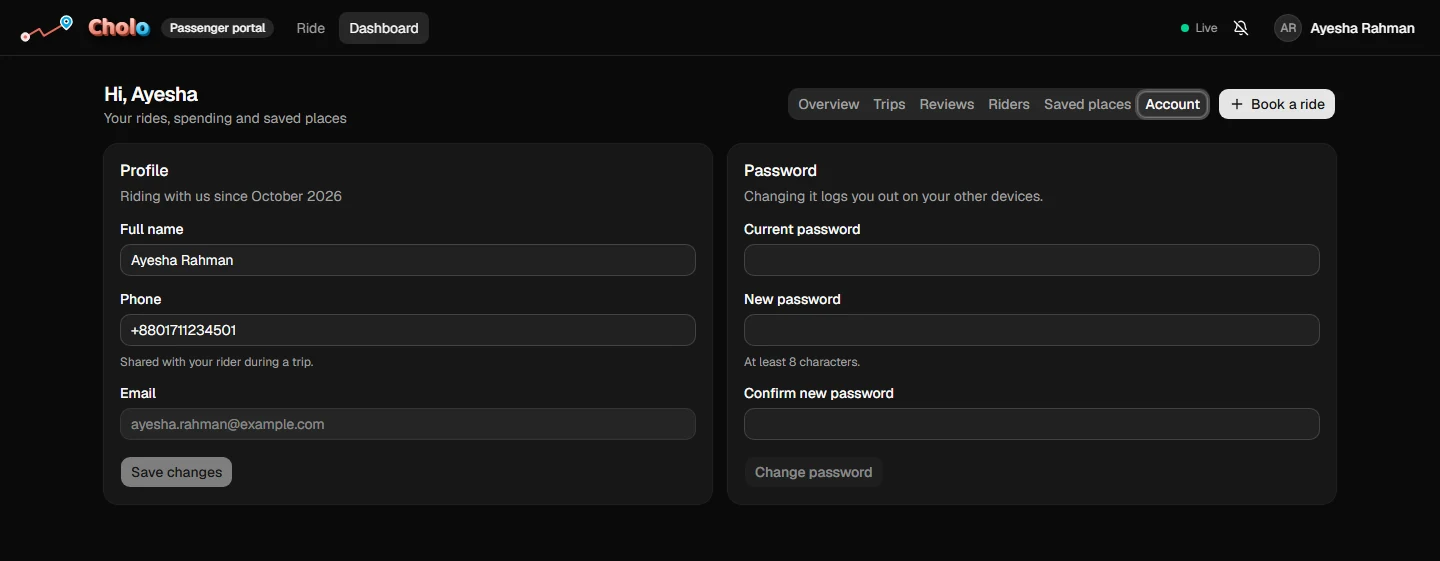 Cholo Passenger portal Ride Dashboard Live AR Ayesha Rahman
Hi, Ayesha
Your rides, spending and saved places
Overview Trips Reviews Riders Saved places Account + Book a ride
Profile
Riding with us since October 2026
Full name
Ayesha Rahman
Phone
+8801711234501
Shared with your rider during a trip.
Email
ayesha.rahman@example.com
Save changes
Password
Changing it logs you out on your other devices.
Current password
New password
At least 8 characters.
Confirm new password
Change password